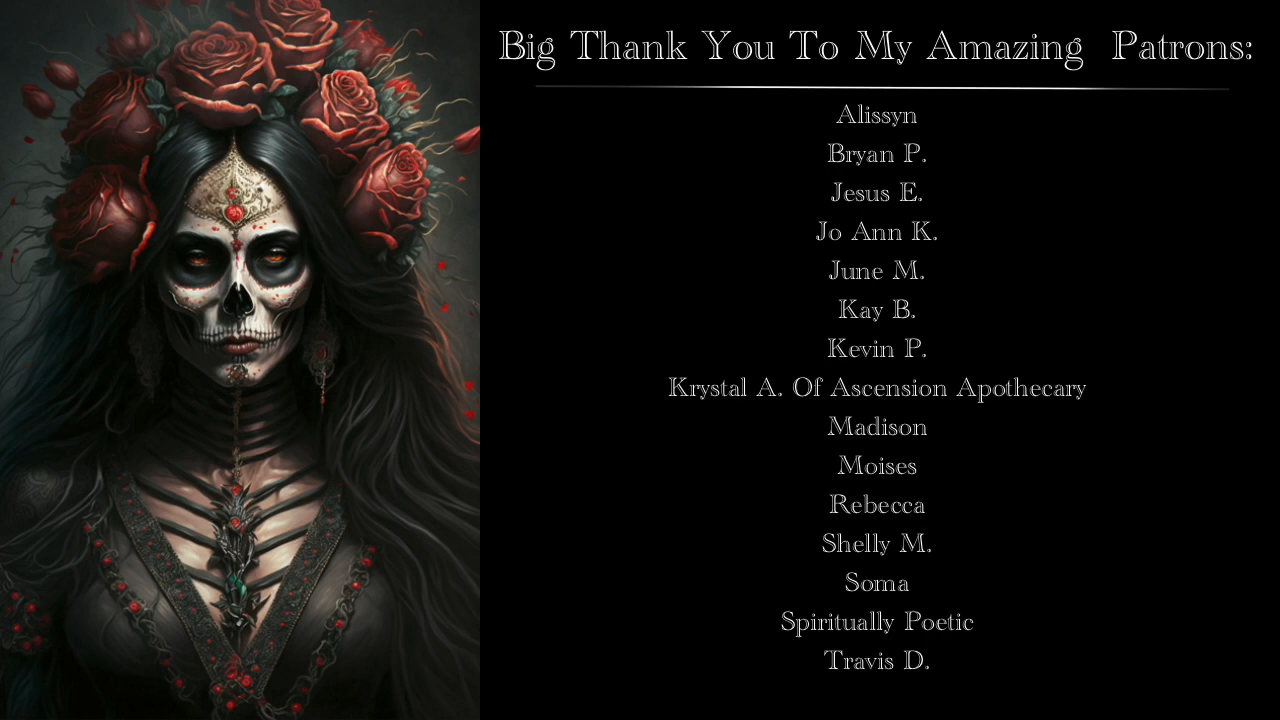 Big Thank You To My Amazing Patrons:
Alissyn
Bryan P.
Jesus E.
Jo Ann K.
June M.
Kay B.
Kevin P.
Krystal A. Of Ascension Apothecary
Madison
Moises
Rebecca
Shelly M.
Soma
Spiritually Poetic
Travis D.